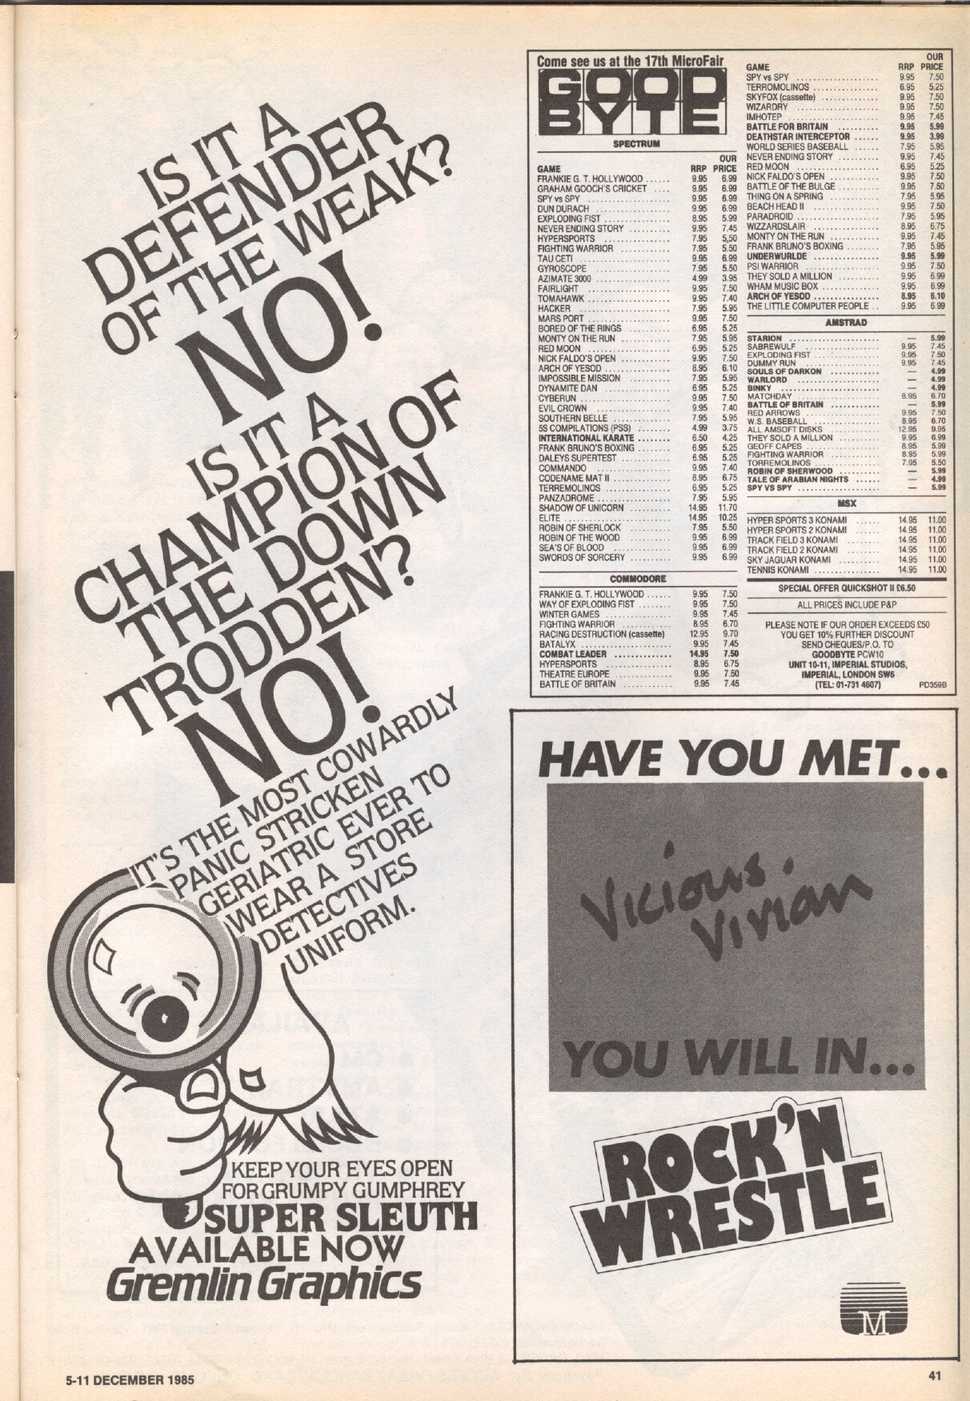 IS IT A
DEFENDER
OF THE WEAK?
NO!
IS IT A
CHAMPION OF
THE DOWN
TRODDEN?
NO!
IT'S THE MOST COWARDLY
PANIC STRICKEN
GERIATRIC EVER TO
WEAR A STORE
DETECTIVES
UNIFORM.
KEEP YOUR EYES OPEN
FOR GRUMPY GUMPHREY
SUPER SLEUTH
AVAILABLE NOW
Gremlin Graphics
Come see us at the 17th MicroFair
GOOD
BYTE
SPECTRUM
OUR
GAME RRP PRICE
FRANKIE G. T. HOLLYWOOD ...... 9.95 6.99
GRAHAM GOOCH'S CRICKET .... 9.95 6.99
SPY vs SPY .................... 9.95 6.99
DUN DURACH .................. 9.95 6.99
EXPLODING FIST ................ 8.95 5.99
NEVER ENDING STORY .......... 9.95 7.45
HYPERSPORTS ................ 7.95 5,50
FIGHTING WARRIOR ............ 7.95 5.50
TAU CETI ...................... 9.95 6.99
GYROSCOPE .................... 7.95 5.50
AZIMATE 3000 .................. 4.99 3.95
FAIRLIGHT .................... 9.95 7.50
TOMAHAWK .................... 9.95 7.40
HACKER ........................ 7.95 5.95
MARS PORT .................... 9.95 7.50
BORED OF THE RINGS .......... 6.95 5.25
MONTY ON THE RUN ............ 7.95 5.95
RED MOON .................... 6.95 5.25
NICK FALDO'S OPEN ............ 9.95 7.50
ARCH OF YESOD ................ 8.95 6.10
IMPOSSIBLE MISSION .......... 7.95 5.95
DYNAMITE DAN ................ 6.95 5.25
CYBERUN ...................... 9.95 7.50
EVIL CROWN .................. 9.95 7.40
SOUTHERN BELLE .............. 7.95 5.95
5S COMPILATIONS (PSS) ........ 4.99 3.75
INTERNATIONAL KARATE ....... 6.50 4.25
FRANK BRUNO'S BOXING ........ 6.95 5.25
DALEYS SUPERTEST ............ 6.95 5.25
COMMANDO .................. 9.95 7.40
CODENAME MAT II .............. 8.95 6.75
TERREMOLINOS ................ 6.95 5.25
PANZADROME .................. 7.95 5.95
SHADOW OF UNICORN .......... 14.95 11.70
ELITE .......................... 14.95 10.25
ROBIN OF SHERLOCK .......... 7.95 5.50
ROBIN OF THE WOOD .......... 9.95 6.99
SEA'S OF BLOOD .............. 9.95 6.99
SWORDS OF SORCERY .......... 9.95 6.99
COMMODORE
FRANKIE G. T. HOLLYWOOD ...... 9.95 7.50
WAY OF EXPLODING FIST ........ 9.95 7.50
WINTER GAMES ................ 9.95 7.45
FIGHTING WARRIOR ............ 8.95 6.70
RACING DESTRUCTION (cassette) 12.95 9.70
BATALYX ...................... 9.95 7.45
COMBAT LEADER .............. 14.95 7.50
HYPERSPORTS ................ 8.95 6.75
THEATRE EUROPE .............. 9.95 7.50
BATTLE OF BRITAIN ............ 9.95 7.45
OUR
GAME RRP PRICE
SPY vs SPY .................... 9.95 7.50
TERROMOLINOS ................ 6.95 5.25
SKYFOX (cassette) .............. 9.95 7.50
WIZARDRY .................... 9.95 7.50
IMHOTEP ...................... 9.95 7.45
BATTLE FOR BRITAIN .......... 9.95 5.99
DEATHSTAR INTERCEPTOR ...... 9.95 3.99
WORLD SERIES BASEBALL ...... 7.95 5.95
NEVER ENDING STORY .......... 9.95 7.45
RED MOON .................... 6.95 5.25
NICK FALDO'S OPEN ............ 9.95 7.50
BATTLE OF THE BULGE .......... 9.95 7.50
THING ON A SPRING ............ 7.95 5.95
BEACH HEAD II ................ 9.95 7.50
PARADROID .................... 7.95 5.95
WIZZARDSLAIR ................ 8.95 6.75
MONTY ON THE RUN ............ 9.95 7.45
FRANK BRUNO'S BOXING ........ 7.95 5.95
UNDERWURLDE ................ 9.95 5.99
PSI WARRIOR .................. 9.95 7.50
THEY SOLD A MILLION .......... 9.95 6.99
WHAM MUSIC BOX .............. 9.95 6.99
ARCH OF YESOD ................ 8.95 6.10
THE LITTLE COMPUTER PEOPLE .. 9.95 6.99
AMSTRAD
STARION ...................... — 5.99
SABREWULF .................... 9.95 7.45
EXPLODING FIST ................ 9.95 7.50
DUMMY RUN .................... 9.95 7.45
SOULS OF DARKON .............. — 4.99
WARLORD ...................... — 4.99
BINKY .......................... — 4.99
MATCHDAY .................... 8.95 6.70
BATTLE OF BRITAIN ............ — 5.99
RED ARROWS .................. 9.95 7.50
W.S. BASEBALL ................ 8.95 6.70
ALL AMSOFT DISKS .............. 12.95 9.95
THEY SOLD A MILLION .......... 9.95 6.99
GEOFF CAPES .................. 8.95 5.99
FIGHTING WARRIOR ............ 8.95 5.99
TORREMOLINOS ................ 7.95 5.50
ROBIN OF SHERWOOD .......... — 5.99
TALE OF ARABIAN NIGHTS ...... — 4.99
SPY VS SPY .................... — 5.99
MSX
HYPER SPORTS 3 KONAMI ...... 14.95 11.00
HYPER SPORTS 2 KONAMI ...... 14.95 11.00
TRACK FIELD 3 KONAMI ........ 14.95 11.00
TRACK FIELD 2 KONAMI ........ 14.95 11.00
SKY JAGUAR KONAMI .......... 14.95 11.00
TENNIS KONAMI ................ 14.95 11.00
SPECIAL OFFER QUICKSHOT II £6.50
ALL PRICES INCLUDE P&P
PLEASE NOTE IF OUR ORDER EXCEEDS £50
YOU GET 10% FURTHER DISCOUNT
SEND CHEQUES/P.O. TO
GOODBYTE PCW10
UNIT 10-11, IMPERIAL STUDIOS,
IMPERIAL, LONDON SW6
(TEL: 01-731 4607) PD359B
HAVE YOU MET...
Vicious.
Vivian
YOU WILL IN...
ROCK'N
WRESTLE
M
5-11 DECEMBER 1985
41